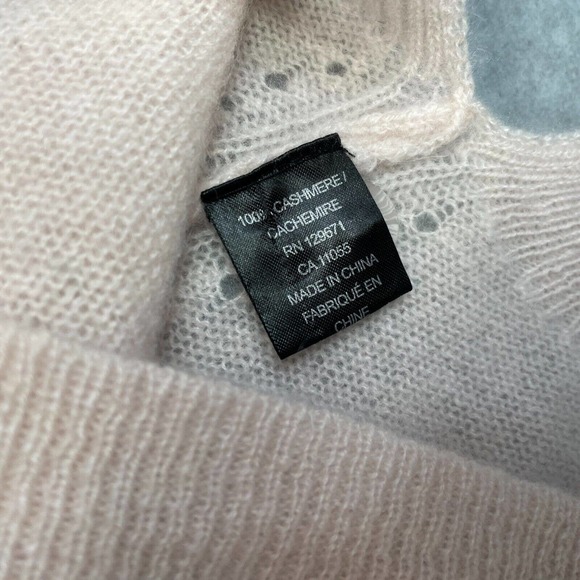 100% CASHMERE /
CACHEMIRE
RN 129671
CA 11055
MADE IN CHINA
FABRIQUÉ EN
CHINE